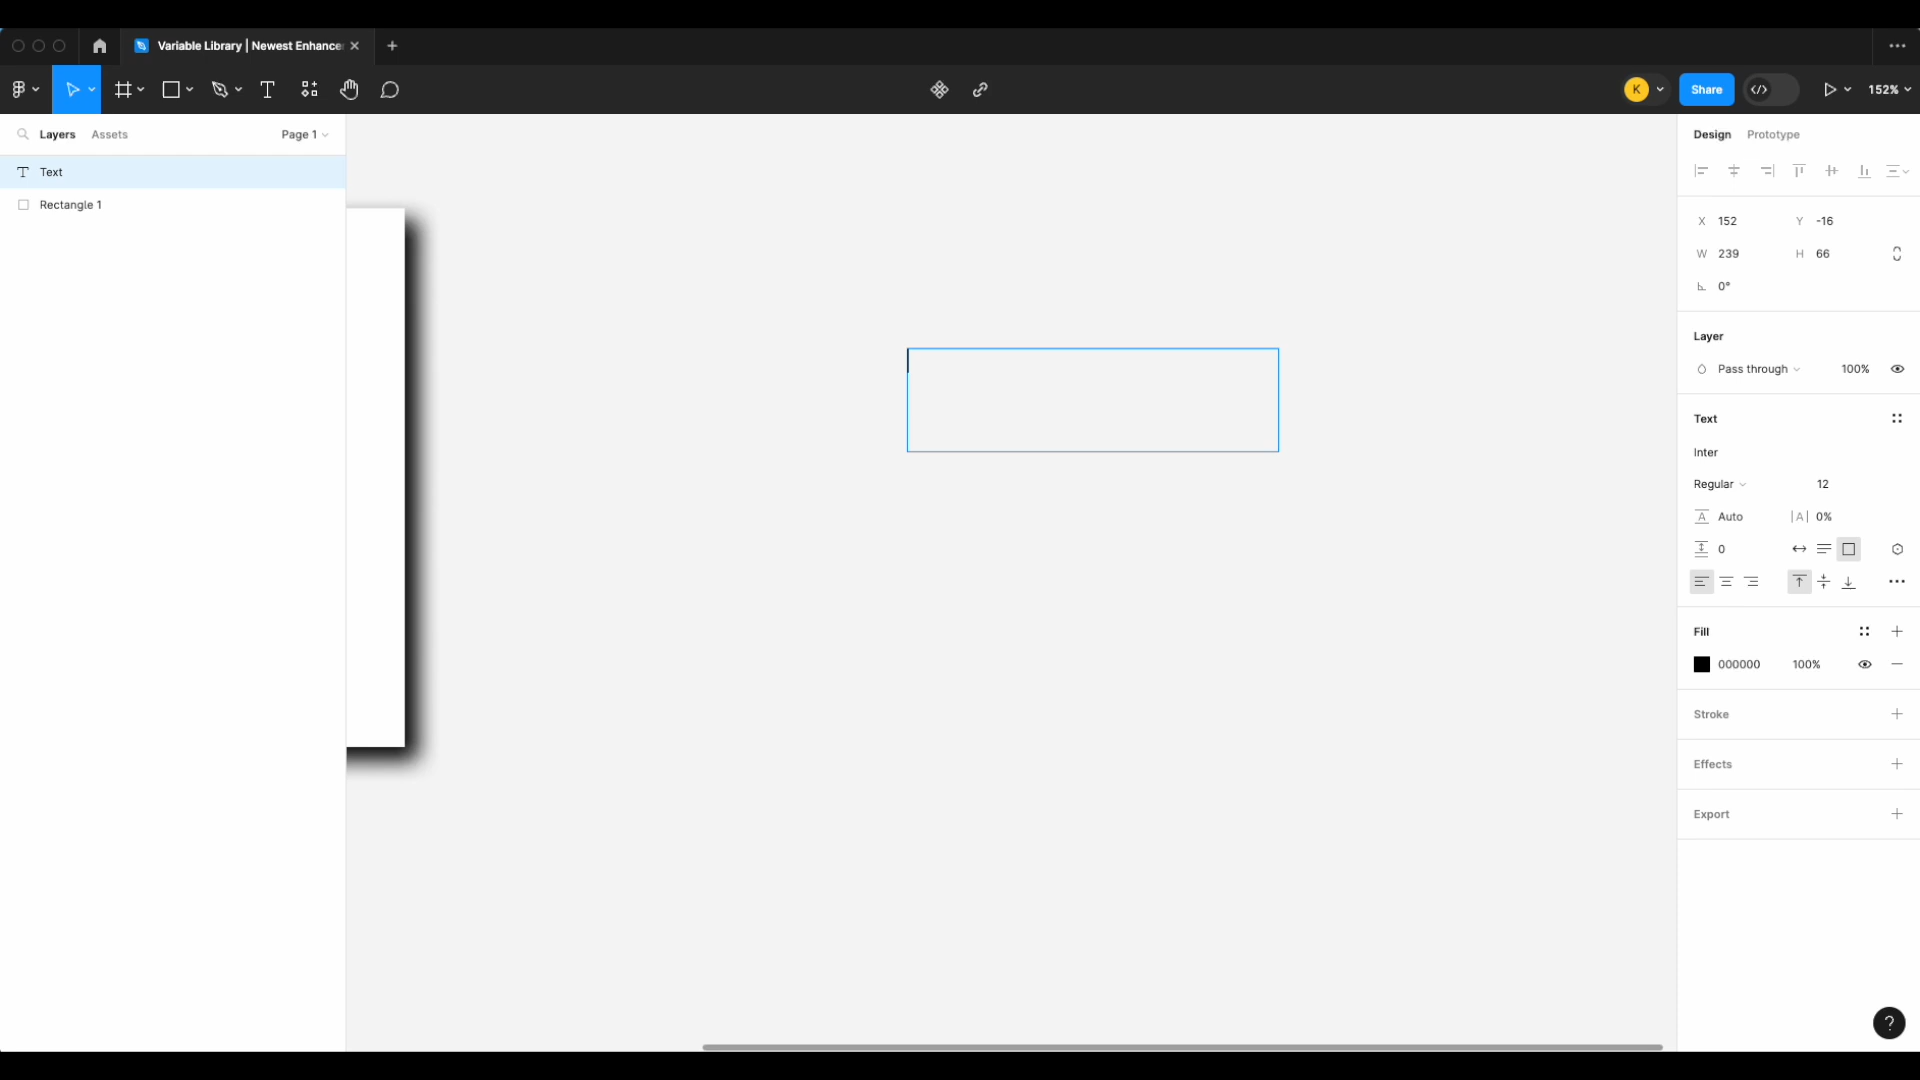 Variable Library | Newest Enhance
K
Share
152%
Layers
Assets
Page 1
Text
Rectangle 1
Design
Prototype
X 152
Y -16
W 239
H 66
0°
Layer
Pass through
100%
Text
Inter
Regular
12
A Auto
|A| 0%
0
Fill
000000
100%
Stroke
Effects
Export
?